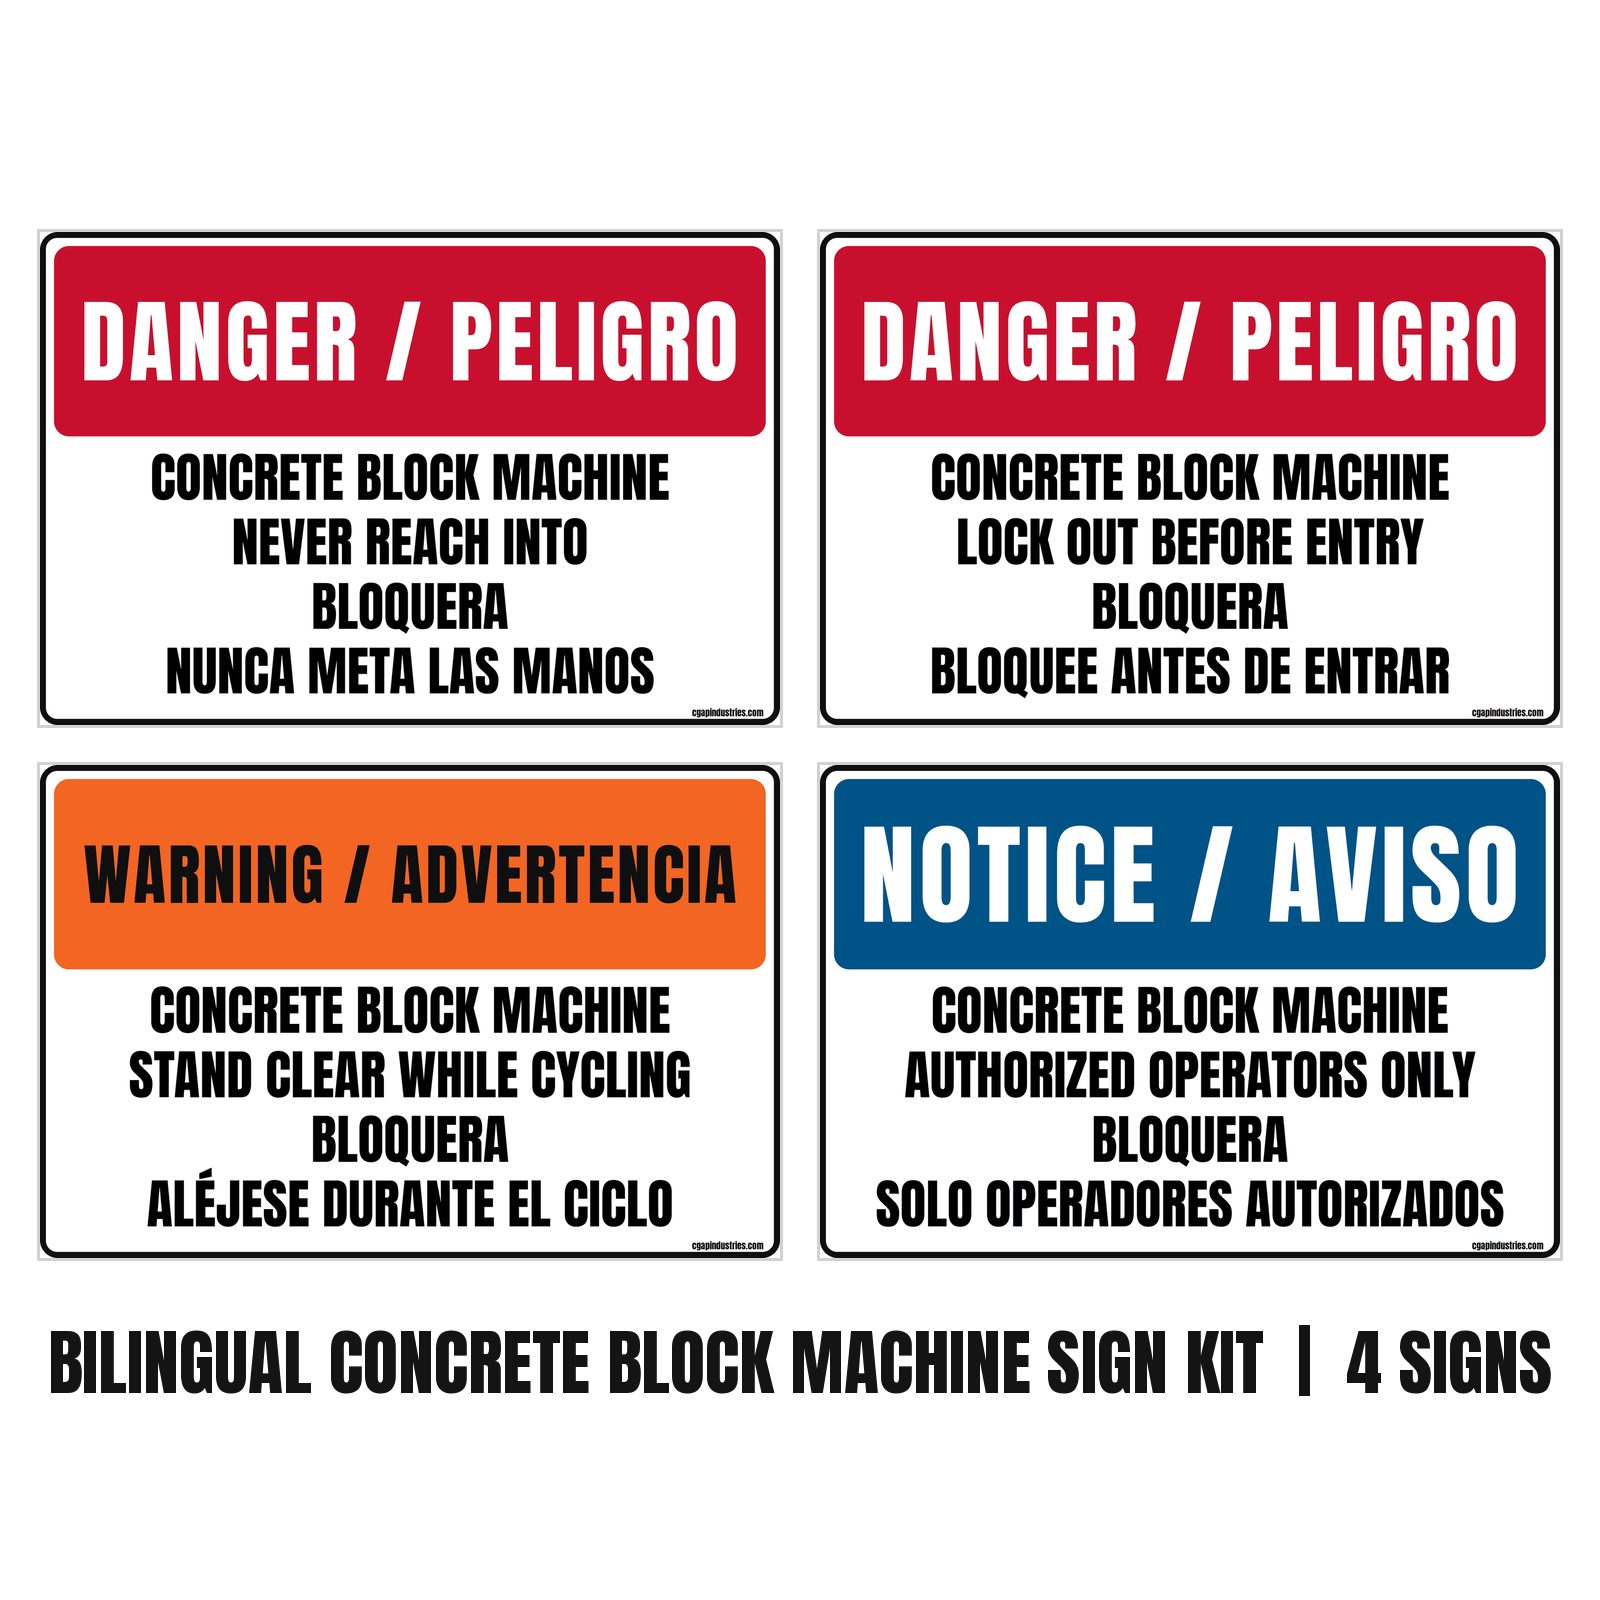 DANGER / PELIGRO
CONCRETE BLOCK MACHINE
NEVER REACH INTO
BLOQUERA
NUNCA META LAS MANOS
cgapindustries.com
DANGER / PELIGRO
CONCRETE BLOCK MACHINE
LOCK OUT BEFORE ENTRY
BLOQUERA
BLOQUEE ANTES DE ENTRAR
cgapindustries.com
WARNING / ADVERTENCIA
CONCRETE BLOCK MACHINE
STAND CLEAR WHILE CYCLING
BLOQUERA
ALÉJESE DURANTE EL CICLO
cgapindustries.com
NOTICE / AVISO
CONCRETE BLOCK MACHINE
AUTHORIZED OPERATORS ONLY
BLOQUERA
SOLO OPERADORES AUTORIZADOS
cgapindustries.com
BILINGUAL CONCRETE BLOCK MACHINE SIGN KIT | 4 SIGNS